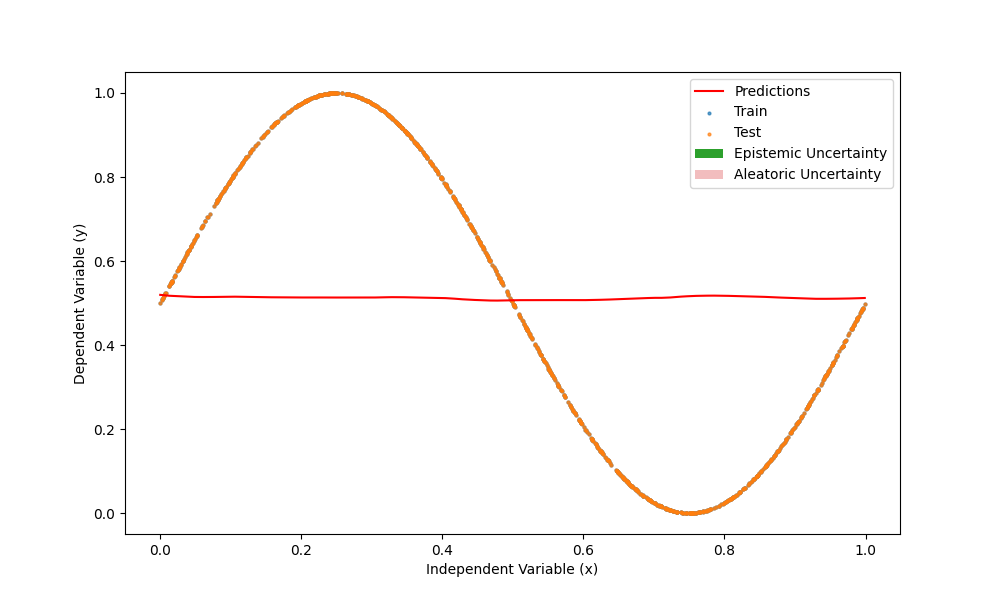 Predictions
Train
Test
Epistemic Uncertainty
Aleatoric Uncertainty
Dependent Variable (y)
1.0
0.8
0.6
0.4
0.2
0.0
0.0 0.2 0.4 0.6 0.8 1.0
Independent Variable (x)